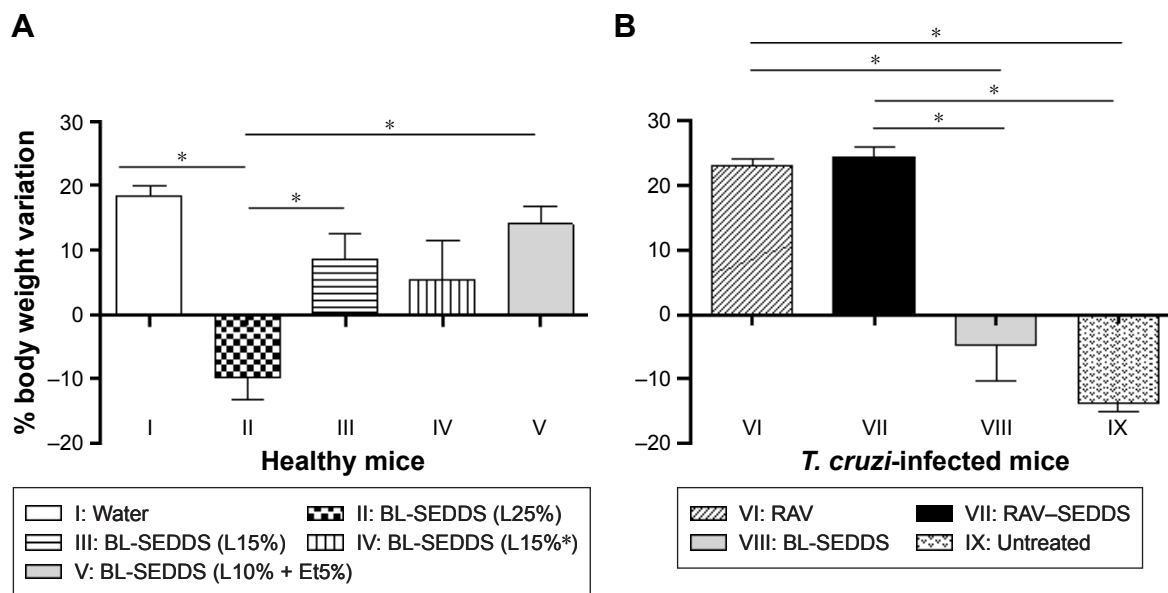 A
% body weight variation
30
20
10
0
–10
–20
*
*
*
I II III IV V
Healthy mice
I: Water
II: BL-SEDDS (L25%)
III: BL-SEDDS (L15%)
IV: BL-SEDDS (L15%*)
V: BL-SEDDS (L10% + Et5%)
B
*
*
*
*
30
20
10
0
–10
–20
VI VII VIII IX
T. cruzi-infected mice
VI: RAV
VII: RAV–SEDDS
VIII: BL-SEDDS
IX: Untreated